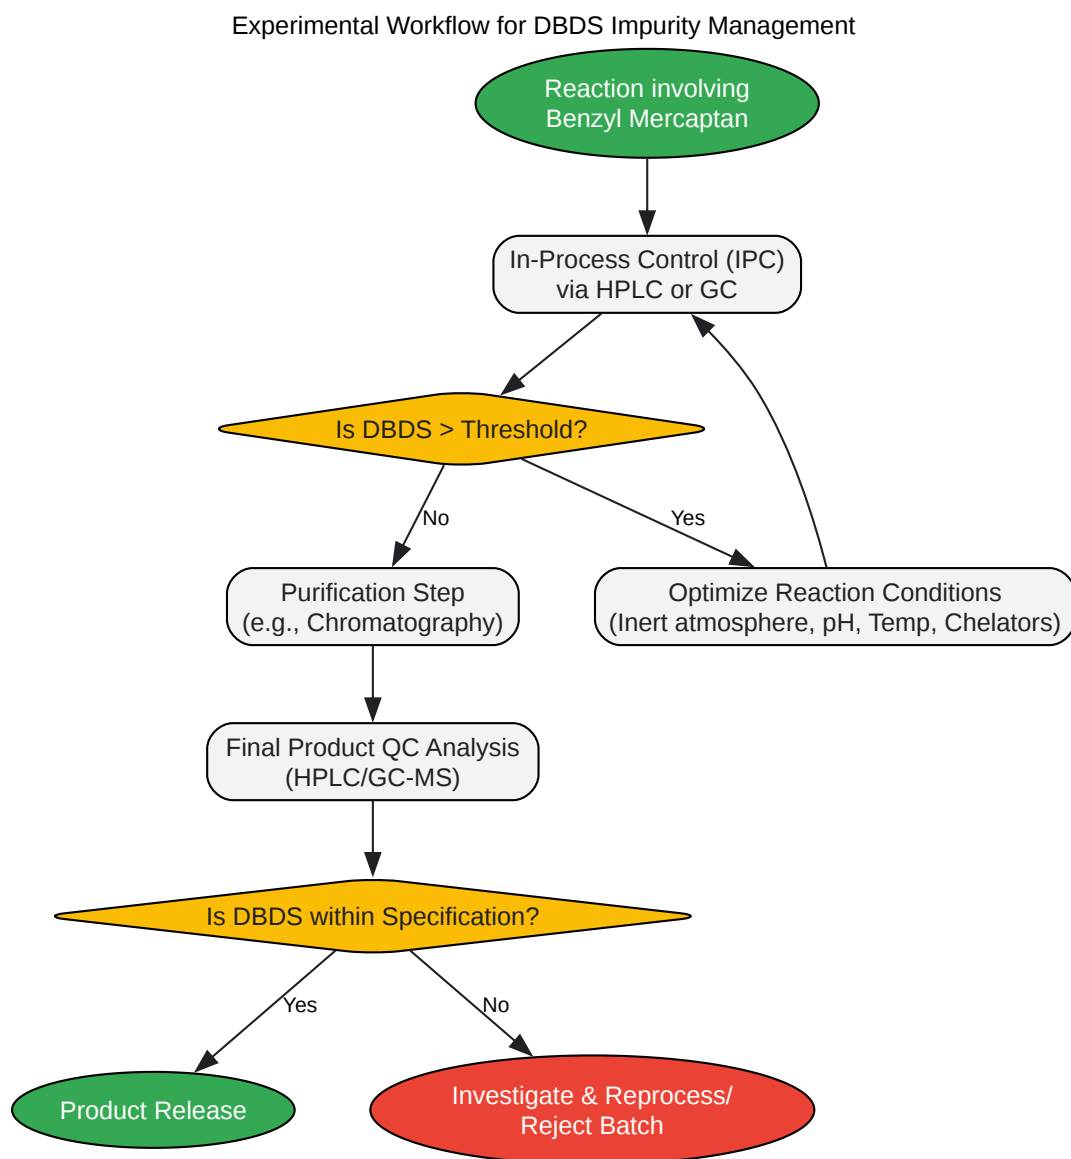 Experimental Workflow for DBDS Impurity Management
Reaction involving
Benzyl Mercaptan
In-Process Control (IPC)
via HPLC or GC
Is DBDS > Threshold?
No
Yes
Purification Step
(e.g., Chromatography)
Optimize Reaction Conditions
(Inert atmosphere, pH, Temp, Chelators)
Final Product QC Analysis
(HPLC/GC-MS)
Is DBDS within Specification?
Yes
No
Product Release
Investigate & Reprocess/
Reject Batch